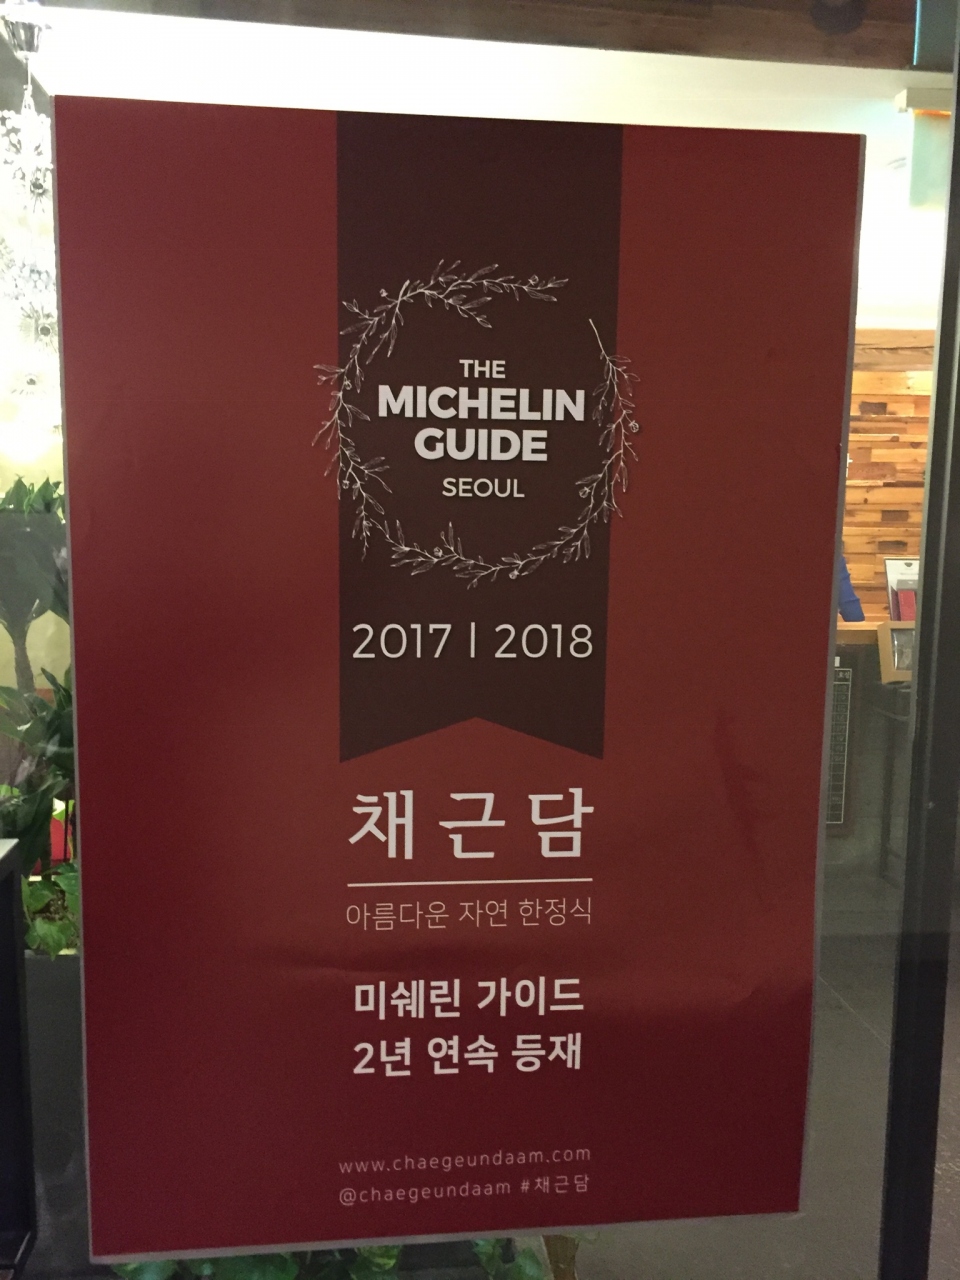 THE
MICHELIN
GUIDE
SEOUL
2017 | 2018
채근담
아름다운 자연 한정식
미쉐린 가이드
2년 연속 등재
www.chaegeundaam.com
@chaegeundaam #채근담